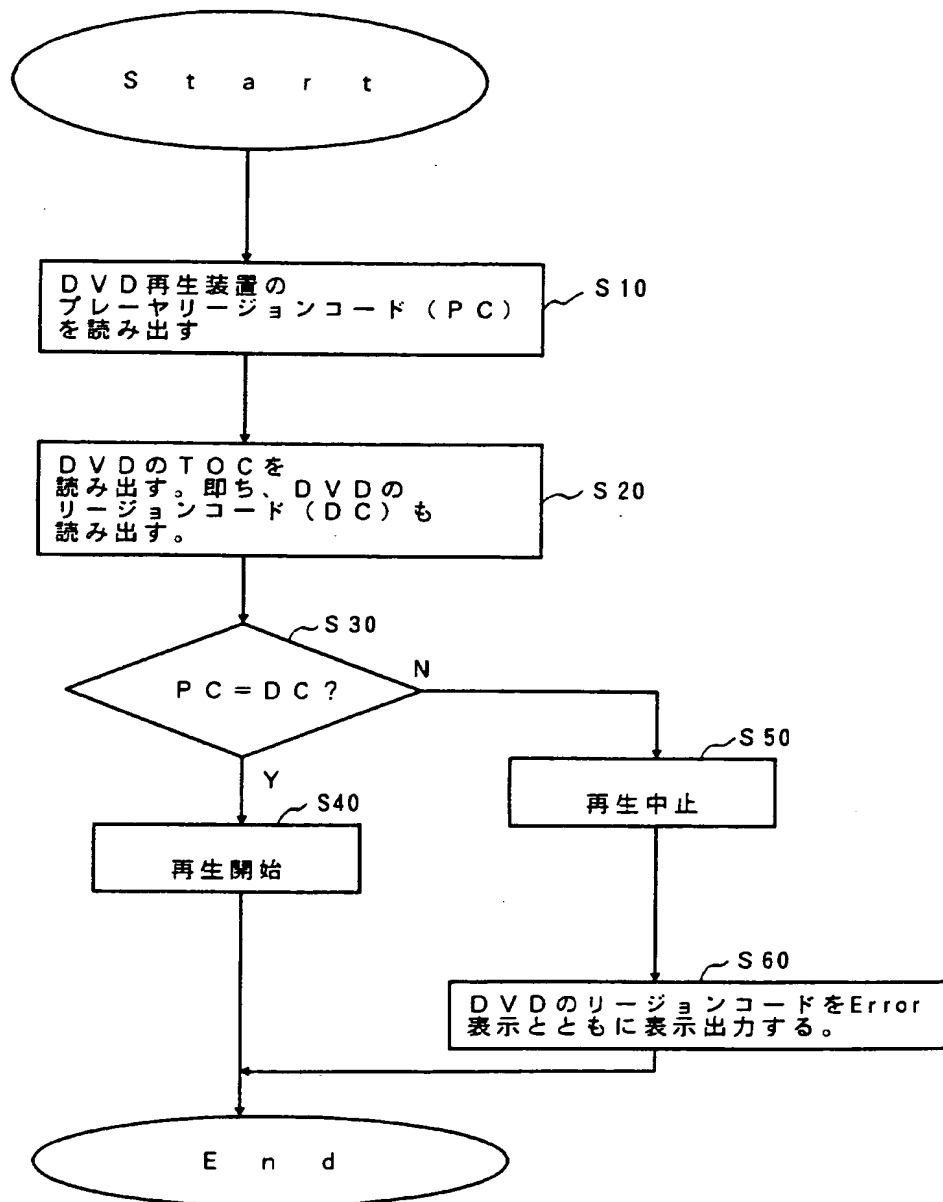 Start
DVD再生装置の
プレーヤリージョンコード(PC)
を読み出す
S10
DVDのTOCを
読み出す。即ち、DVDの
リージョンコード(DC)も
読み出す。
S20
S30
PC=DC?
N
Y
S50
再生中止
S40
再生開始
S60
DVDのリージョンコードをError
表示とともに表示出力する。
End